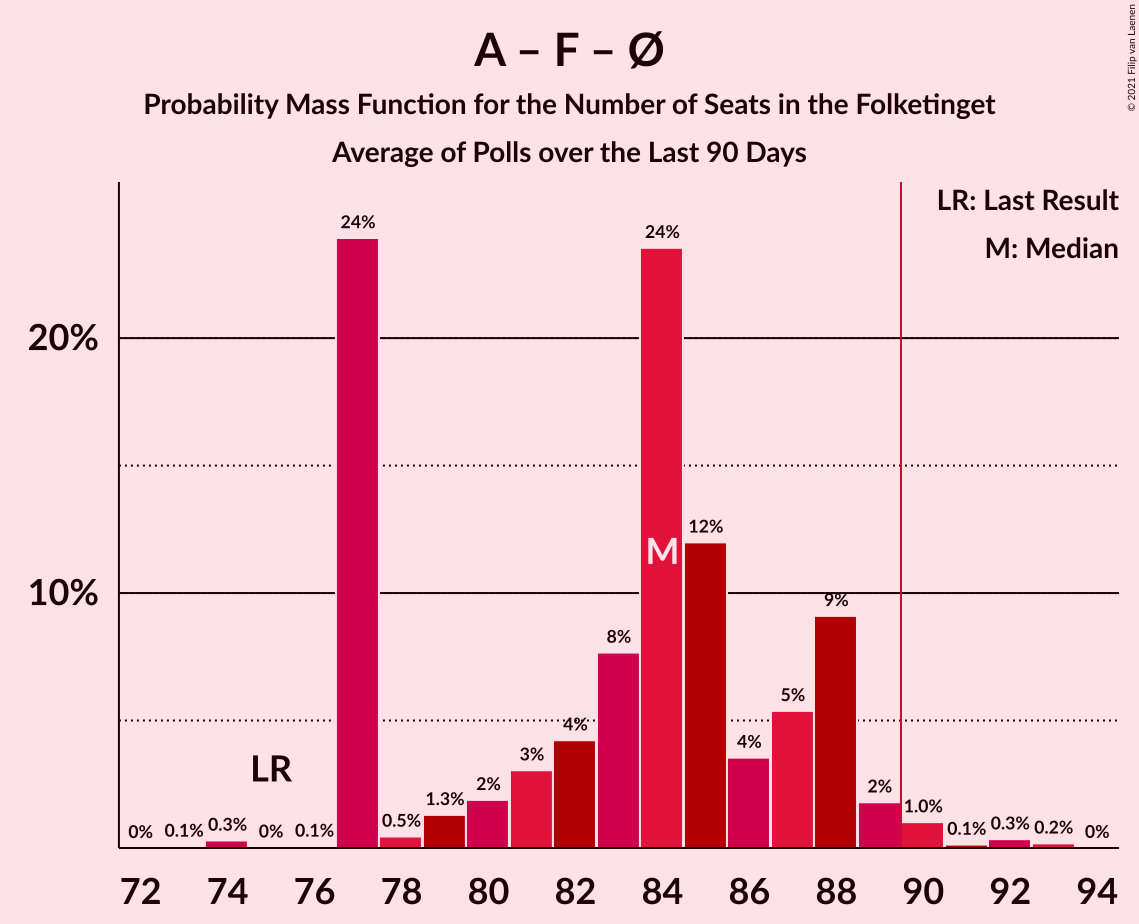 A – F – Ø
Probability Mass Function for the Number of Seats in the Folketinget
Average of Polls over the Last 90 Days
© 2021 Filip van Laenen
LR: Last Result
M: Median
20%
10%
LR
M
0% 0.1% 0.3% 0% 0.1% 24% 0.5% 1.3% 2% 3% 4% 8% 24% 12% 4% 5% 9% 2% 1.0% 0.1% 0.3% 0.2% 0%
72 74 76 78 80 82 84 86 88 90 92 94